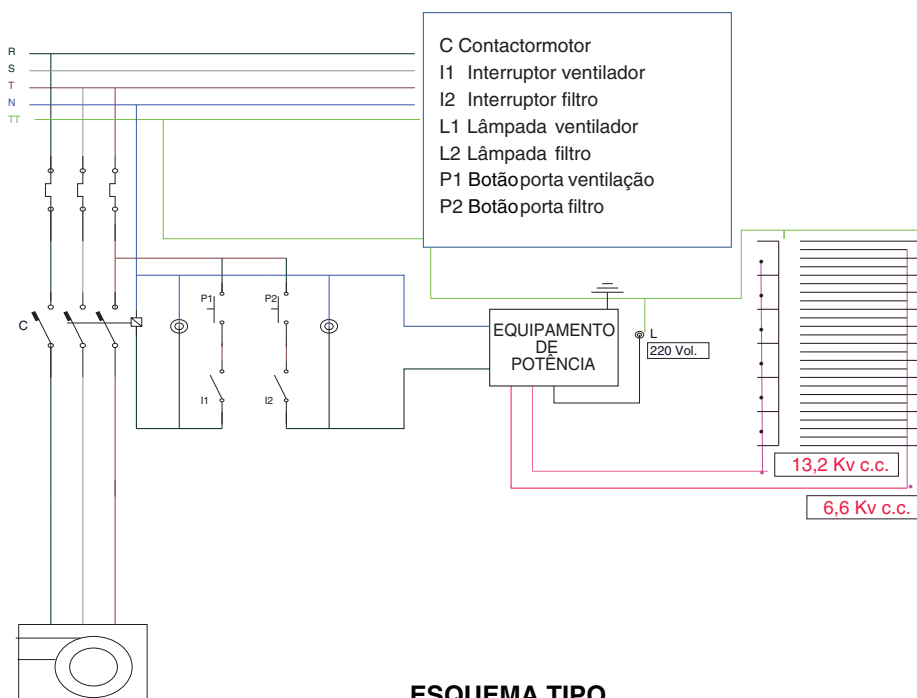 C Contactormotor
I1 Interruptor ventilador
I2 Interruptor filtro
L1 Lâmpada ventilador
L2 Lâmpada filtro
P1 Botãoporta ventilação
P2 Botãoporta filtro
R
S
T
N
TT
C
P1
P2
I1
I2
EQUIPAMENTO
DE
POTÊNCIA
L
220 Vol.
13,2 Kv c.c.
6,6 Kv c.c.
ESQUEMA TIPO